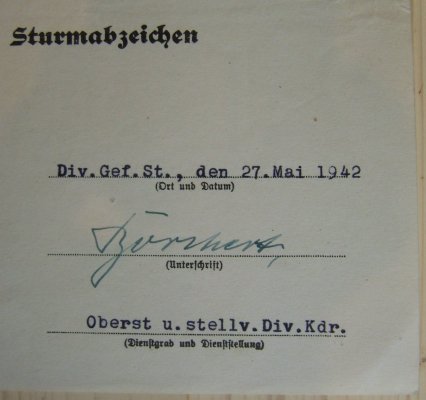 Sturmabzeichen
Div.Gef.St., den 27.Mai 1942
(Ort und Datum)
(Unterschrift)
Oberst u.stellv.Div.Kdr.
(Dienstgrad und Dienststellung)